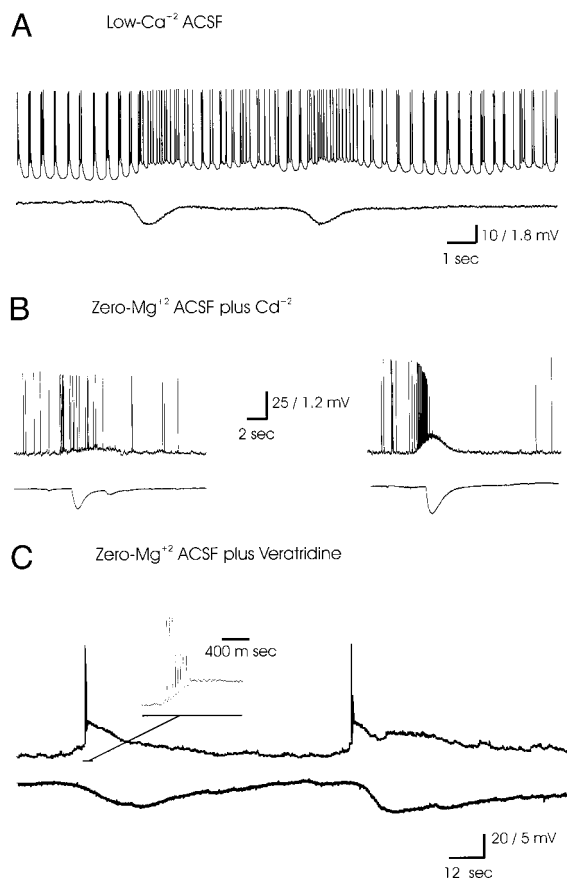 A
Low-Ca⁻² ACSF
10 / 1.8 mV
1 sec
B
Zero-Mg⁺² ACSF plus Cd⁻²
25 / 1.2 mV
2 sec
C
Zero-Mg⁺² ACSF plus Veratridine
400 m sec
20 / 5 mV
12 sec